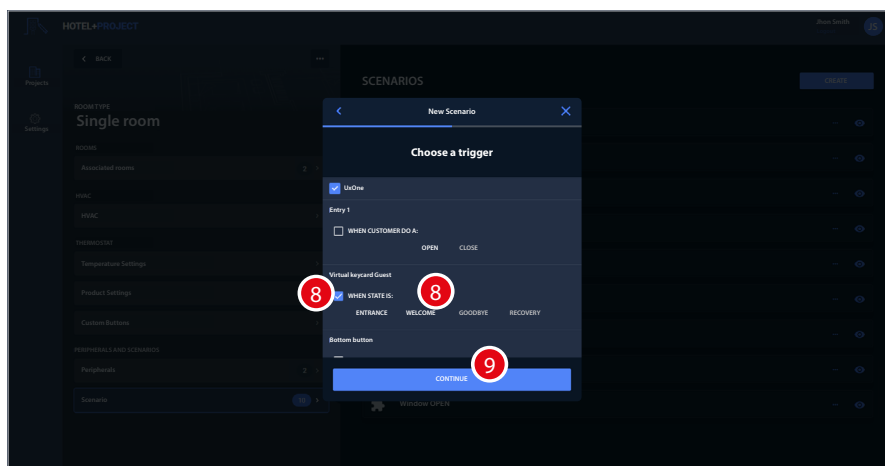 HOTEL+PROJECT
Jhon Smith
JS
Projects
Settings
BACK
ROOM TYPE
Single room
ROOMS
Associated rooms 2
HVAC
HVAC
THERMOSTAT
Temperature Settings
Product Settings
Custom Buttons
PERIPHERALS AND SCENARIOS
Peripherals 2
Scenario 10
SCENARIOS
CREATE
New Scenario
Choose a trigger
UxOne
Entry 1
WHEN CUSTOMER DO A:
OPEN CLOSE
Virtual keycard Guest
8 WHEN STATE IS: 8
ENTRANCE WELCOME GOODBYE RECOVERY
Bottom button
9
CONTINUE
Window OPEN